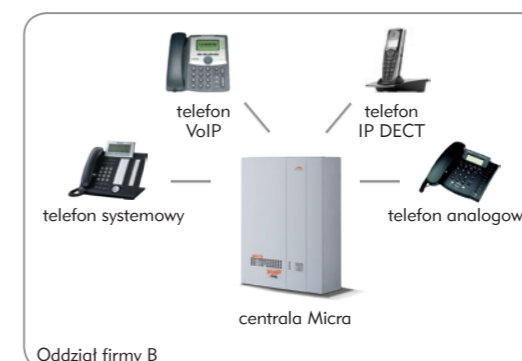 telefon
VoIP
telefon
IP DECT
telefon systemowy
telefon analogow
centrala Micra
Oddział firmy B